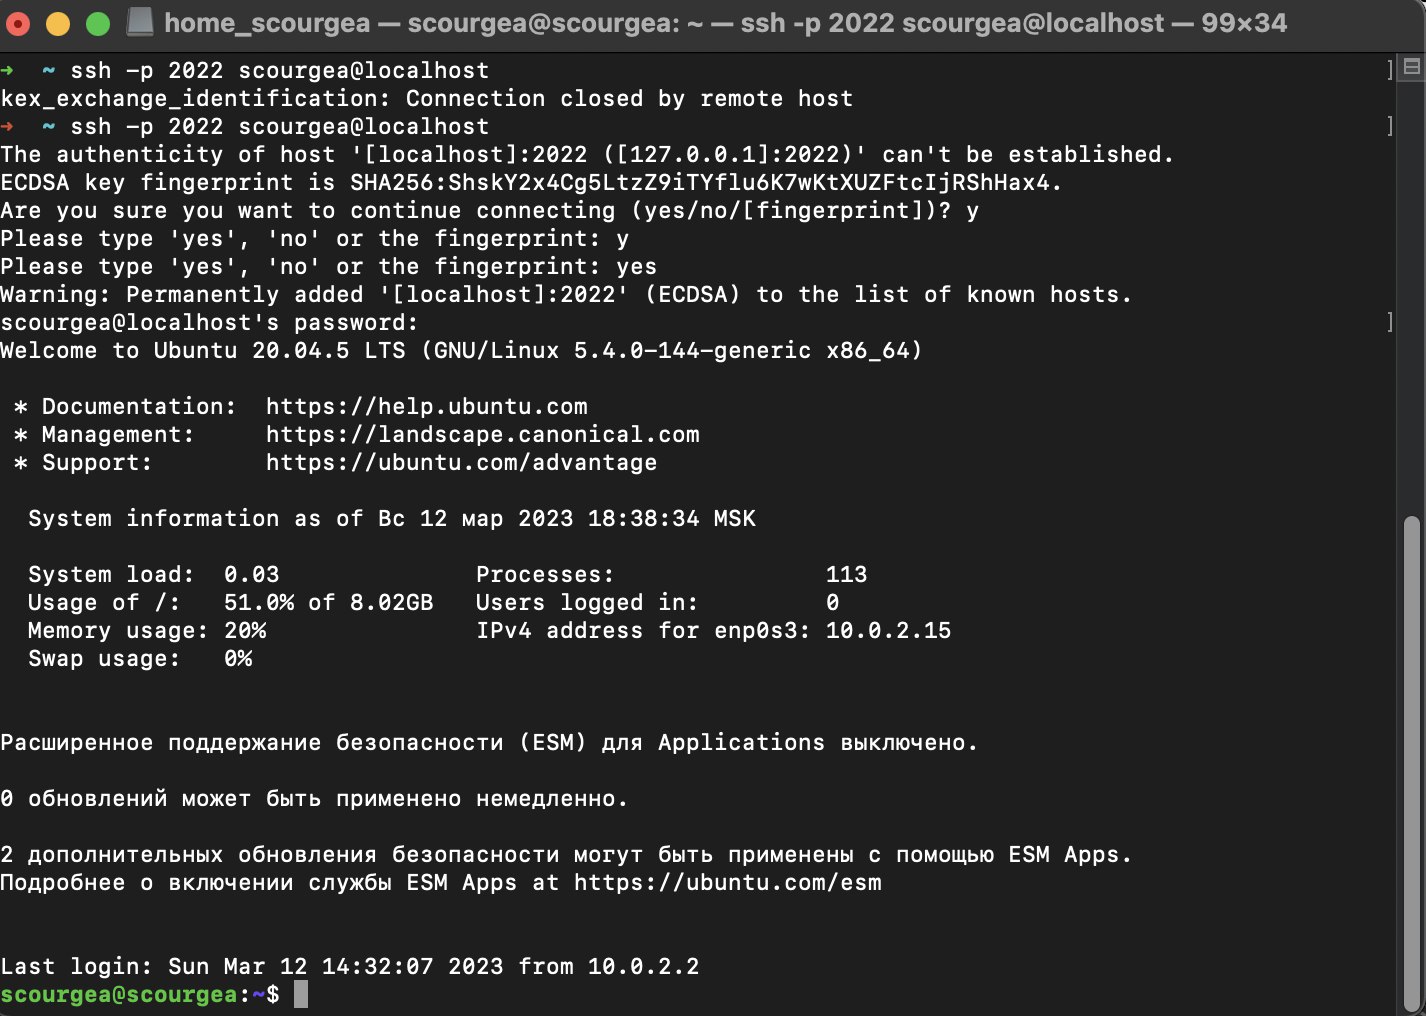 home_scourgea — scourgea@scourgea: ~ — ssh -p 2022 scourgea@localhost — 99×34
➜  ~ ssh -p 2022 scourgea@localhost ]
kex_exchange_identification: Connection closed by remote host
➜  ~ ssh -p 2022 scourgea@localhost ]
The authenticity of host '[localhost]:2022 ([127.0.0.1]:2022)' can't be established.
ECDSA key fingerprint is SHA256:ShskY2x4Cg5LtzZ9iTYflu6K7wKtXUZFtcIjRShHax4.
Are you sure you want to continue connecting (yes/no/[fingerprint])? y
Please type 'yes', 'no' or the fingerprint: y
Please type 'yes', 'no' or the fingerprint: yes
Warning: Permanently added '[localhost]:2022' (ECDSA) to the list of known hosts.
scourgea@localhost's password: ]
Welcome to Ubuntu 20.04.5 LTS (GNU/Linux 5.4.0-144-generic x86_64)
* Documentation:  https://help.ubuntu.com
* Management:     https://landscape.canonical.com
* Support:        https://ubuntu.com/advantage
System information as of Вс 12 мар 2023 18:38:34 MSK
System load:  0.03              Processes:               113
Usage of /:   51.0% of 8.02GB   Users logged in:         0
Memory usage: 20%               IPv4 address for enp0s3: 10.0.2.15
Swap usage:   0%
Расширенное поддержание безопасности (ESM) для Applications выключено.
0 обновлений может быть применено немедленно.
2 дополнительных обновления безопасности могут быть применены с помощью ESM Apps.
Подробнее о включении службы ESM Apps at https://ubuntu.com/esm
Last login: Sun Mar 12 14:32:07 2023 from 10.0.2.2
scourgea@scourgea:~$